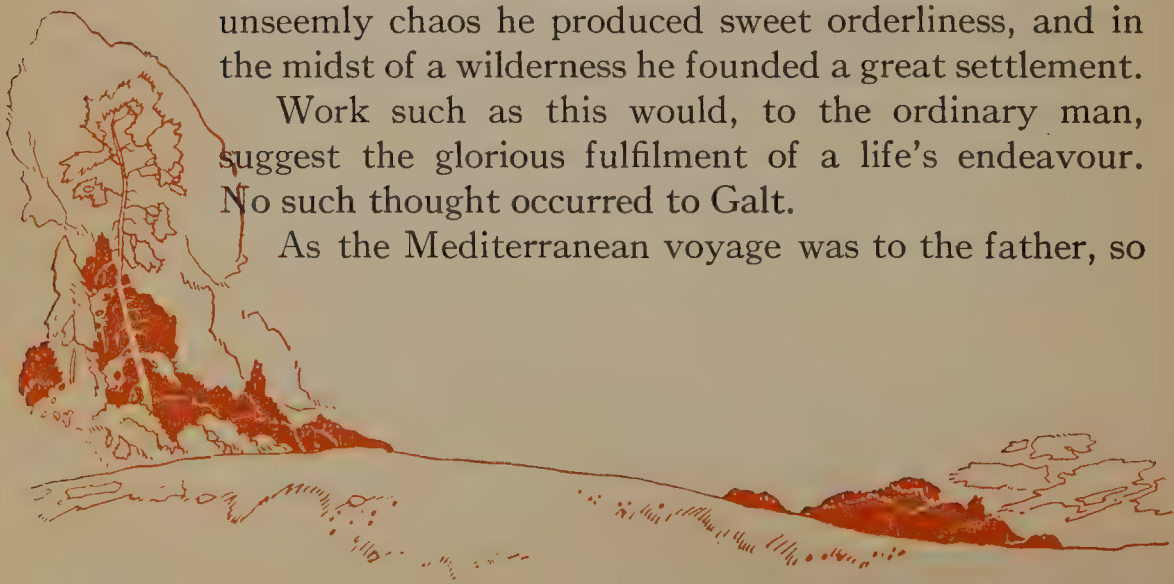 unseemly chaos he produced sweet orderliness, and in
the midst of a wilderness he founded a great settlement.
Work such as this would, to the ordinary man,
suggest the glorious fulfilment of a life's endeavour.
No such thought occurred to Galt.
As the Mediterranean voyage was to the father, so